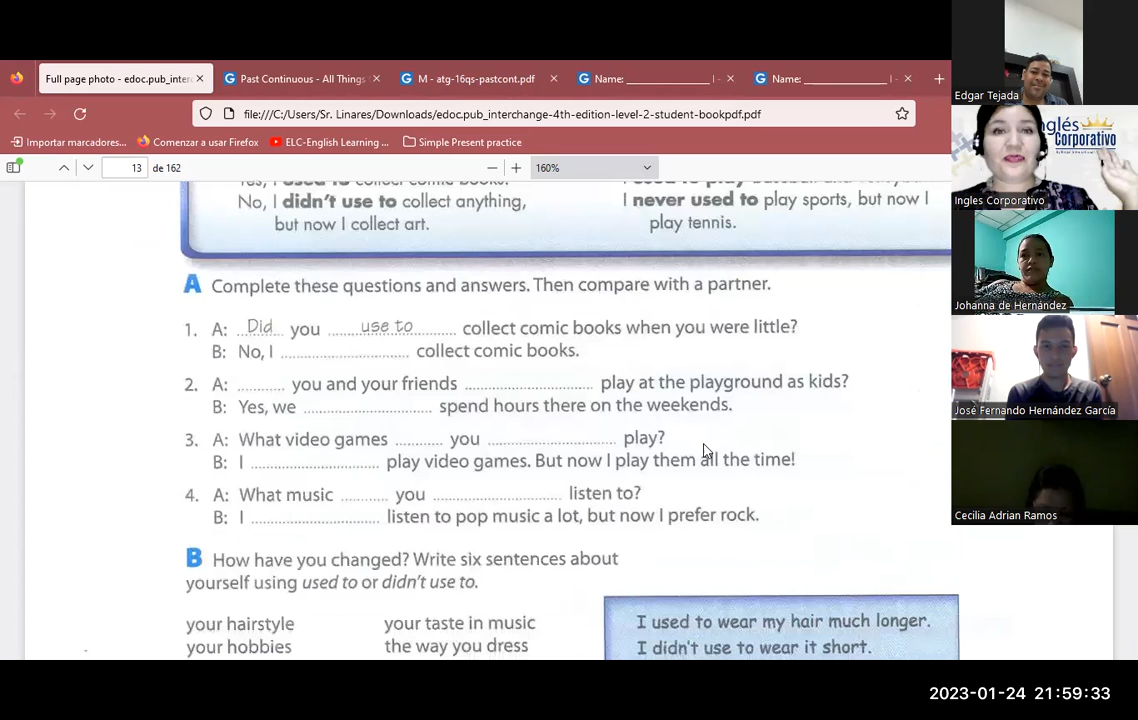 Full page photo - edoc.pub_inter
Past Continuous - All Things
M - atg-16qs-pastcont.pdf
Name: ____________ | -
Name: ____________ | -
file:///C:/Users/Sr. Linares/Downloads/edoc.pub_interchange-4th-edition-level-2-student-bookpdf.pdf
Importar marcadores...
Comenzar a usar Firefox
ELC-English Learning ...
Simple Present practice
13 de 162
160%
No, I didn't use to collect anything,
but now I collect art.
I never used to play sports, but now I
play tennis.
A Complete these questions and answers. Then compare with a partner.
1. A: Did you use to collect comic books when you were little?
B: No, I ................ collect comic books.
2. A: .......... you and your friends ................ play at the playground as kids?
B: Yes, we ................ spend hours there on the weekends.
3. A: What video games .......... you ................ play?
B: I ................ play video games. But now I play them all the time!
4. A: What music .......... you ................ listen to?
B: I ................ listen to pop music a lot, but now I prefer rock.
B How have you changed? Write six sentences about
yourself using used to or didn't use to.
your hairstyle
your hobbies
your taste in music
the way you dress
I used to wear my hair much longer.
I didn't use to wear it short.
Edgar Tejada
Inglés
Corporativo
Ingles Corporativo
Johanna de Hernández
José Fernando Hernández García
Cecilia Adrian Ramos
2023-01-24 21:59:33